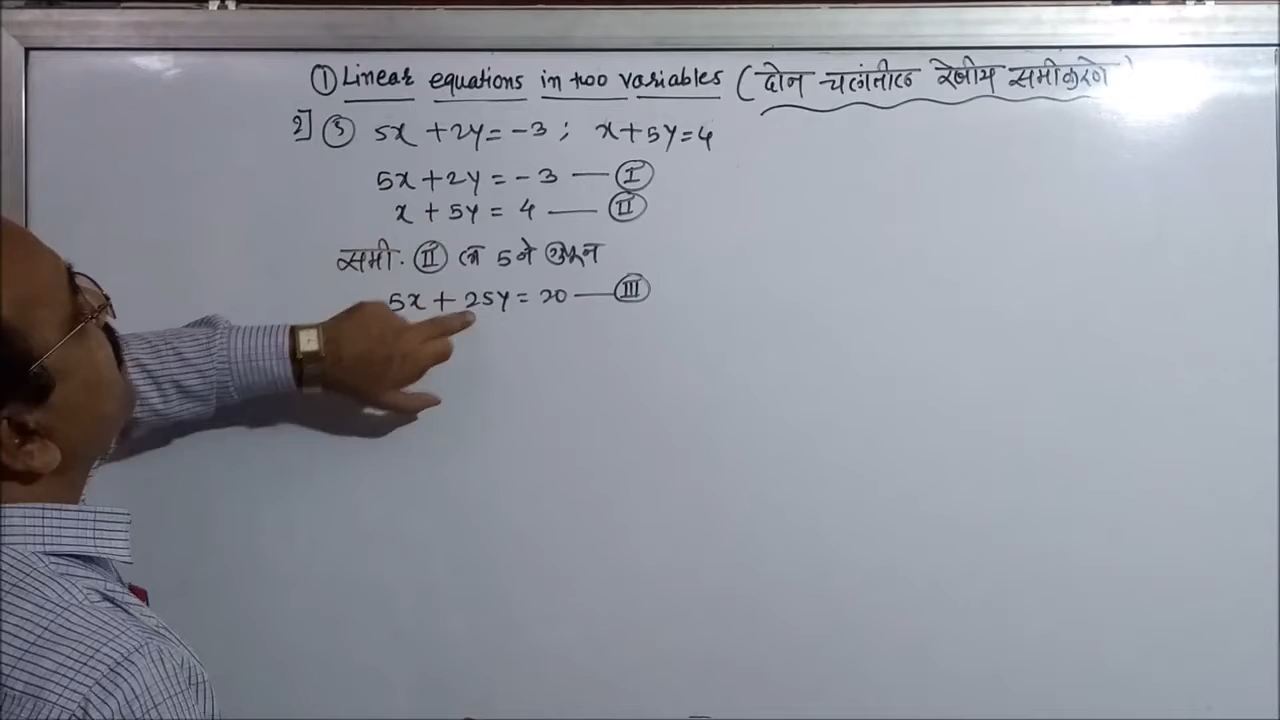 ① Linear equations in two variables (दोन चलांतील रेषीय समीकरणे)
2] ③ 5x + 2y = -3 ; x + 5y = 4
5x + 2y = -3 — Ⅰ
x + 5y = 4 — Ⅱ
समी. Ⅱ ला 5 ने गुणून
5x + 25y = 20 — Ⅲ